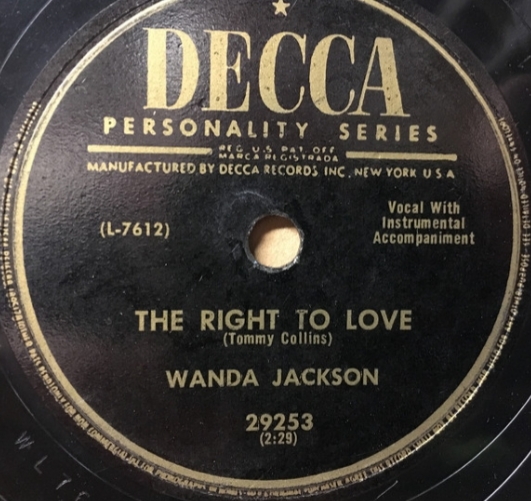 DECCA
PERSONALITY SERIES
REG. U.S. PAT. OFF.
MARCA REGISTRADA
MANUFACTURED BY DECCA RECORDS INC., NEW YORK U S A
(L-7612)
Vocal With
Instrumental
Accompaniment
THE RIGHT TO LOVE
(Tommy Collins)
WANDA JACKSON
29253
(2:29)